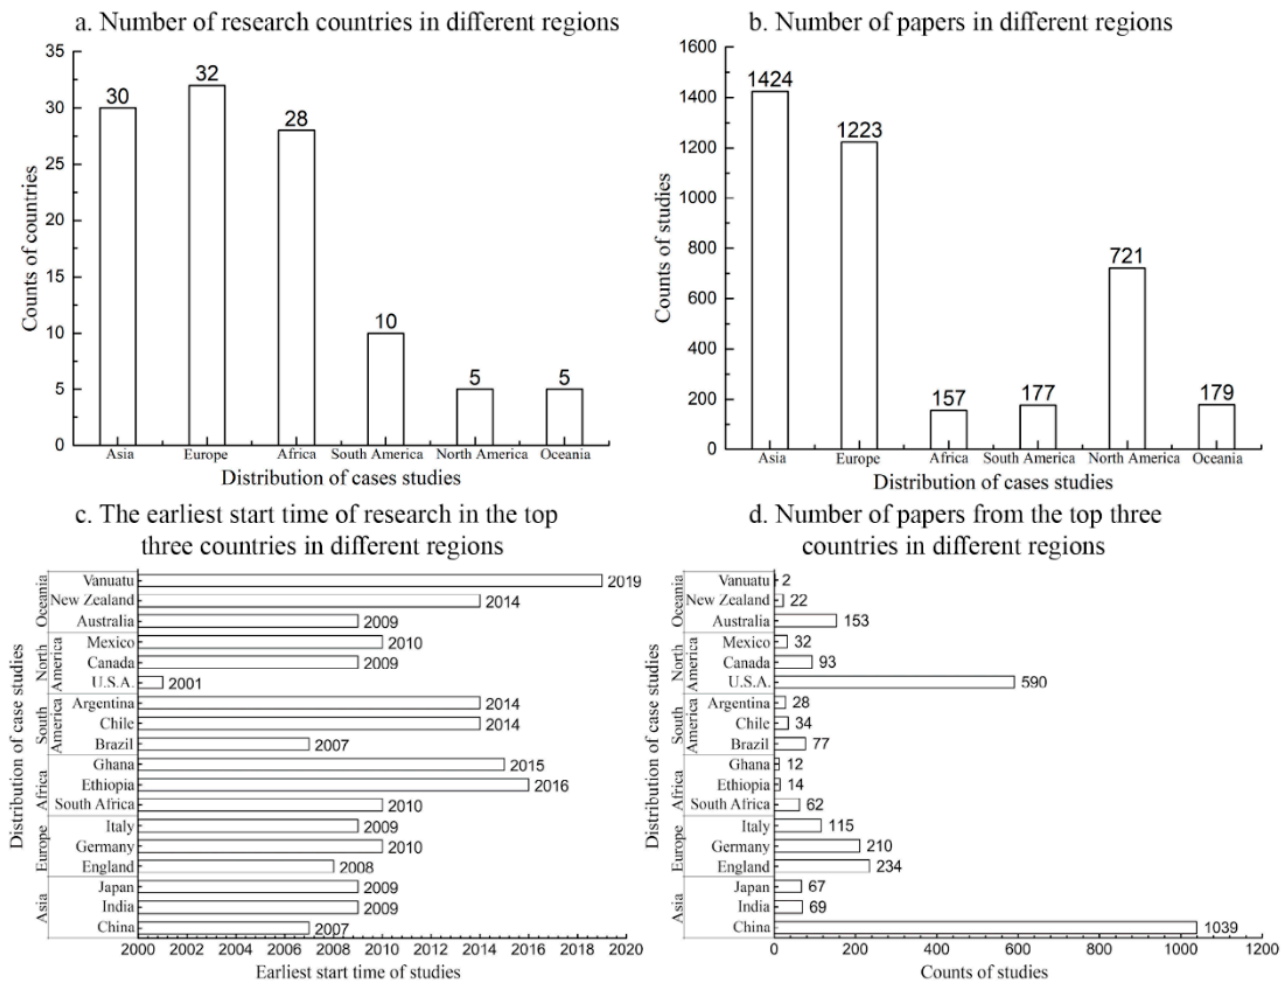 a. Number of research countries in different regions
35
30
25
20
15
10
5
0
Counts of countries
30
32
28
10
5
5
Asia Europe Africa South America North America Oceania
Distribution of cases studies
b. Number of papers in different regions
1600
1400
1200
1000
800
600
400
200
0
Counts of studies
1424
1223
157
177
721
179
Asia Europe Africa South America North America Oceania
Distribution of cases studies
c. The earliest start time of research in the top
three countries in different regions
Distribution of case studies
Oceania
Vanuatu 2019
New Zealand 2014
Australia 2009
North
America
Mexico 2010
Canada 2009
U.S.A. 2001
South
America
Argentina 2014
Chile 2014
Brazil 2007
Africa
Ghana 2015
Ethiopia 2016
South Africa 2010
Europe
Italy 2009
Germany 2010
England 2008
Asia
Japan 2009
India 2009
China 2007
2000 2002 2004 2006 2008 2010 2012 2014 2016 2018 2020
Earliest start time of studies
d. Number of papers from the top three
countries in different regions
Distribution of case studies
Oceania
Vanuatu 2
New Zealand 22
Australia 153
North
America
Mexico 32
Canada 93
U.S.A. 590
South
America
Argentina 28
Chile 34
Brazil 77
Africa
Ghana 12
Ethiopia 14
South Africa 62
Europe
Italy 115
Germany 210
England 234
Asia
Japan 67
India 69
China 1039
0 200 400 600 800 1000 1200
Counts of studies